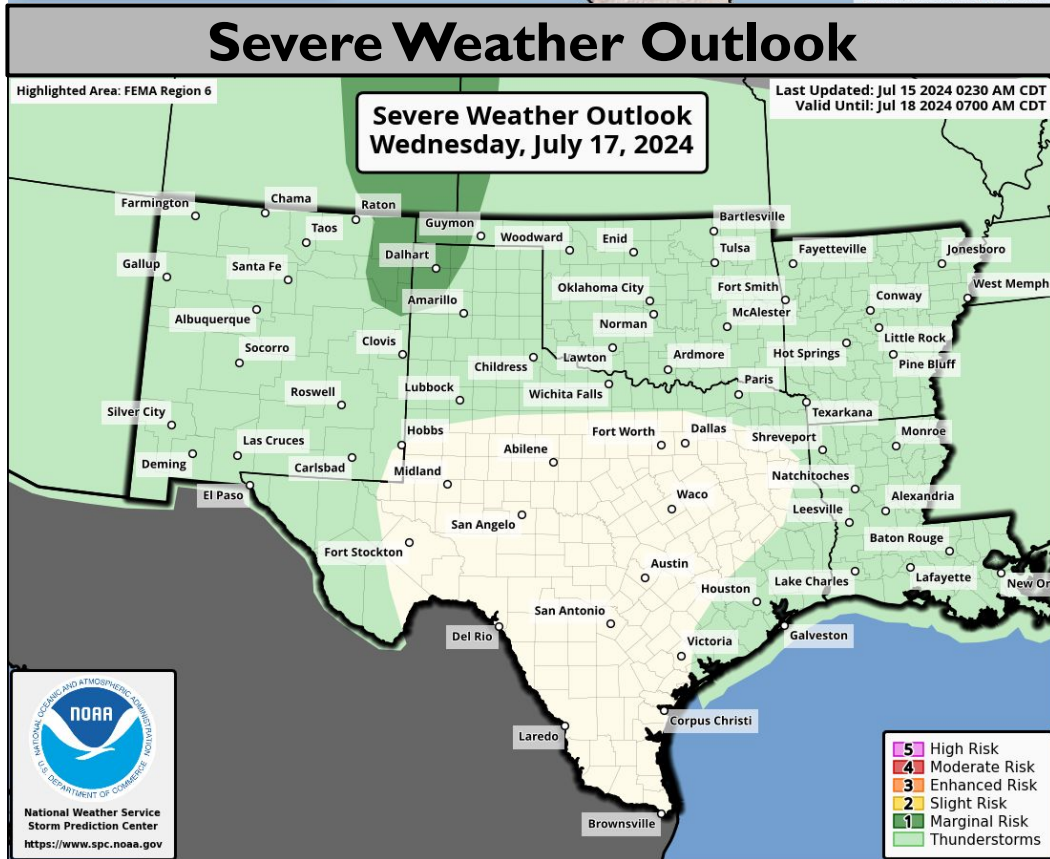 Severe Weather Outlook
Highlighted Area: FEMA Region 6
Last Updated: Jul 15 2024 0230 AM CDT
Valid Until: Jul 18 2024 0700 AM CDT
Severe Weather Outlook
Wednesday, July 17, 2024
Farmington
Chama
Raton
Taos
Guymon
Woodward
Enid
Bartlesville
Tulsa
Fayetteville
Jonesboro
Gallup
Santa Fe
Dalhart
Oklahoma City
Fort Smith
West Memph
Albuquerque
Amarillo
Norman
McAlester
Conway
Socorro
Clovis
Childress
Lawton
Ardmore
Hot Springs
Little Rock
Pine Bluff
Roswell
Lubbock
Wichita Falls
Paris
Silver City
Texarkana
Las Cruces
Hobbs
Fort Worth
Dallas
Shreveport
Monroe
Deming
Carlsbad
Midland
Abilene
Natchitoches
El Paso
Waco
Alexandria
San Angelo
Leesville
Fort Stockton
Baton Rouge
Austin
Houston
Lake Charles
Lafayette
New Or
San Antonio
Del Rio
Victoria
Galveston
Corpus Christi
Laredo
Brownsville
NATIONAL OCEANIC AND ATMOSPHERIC ADMINISTRATION
NOAA
U.S. DEPARTMENT OF COMMERCE
National Weather Service
Storm Prediction Center
https://www.spc.noaa.gov
5 High Risk
4 Moderate Risk
3 Enhanced Risk
2 Slight Risk
1 Marginal Risk
Thunderstorms